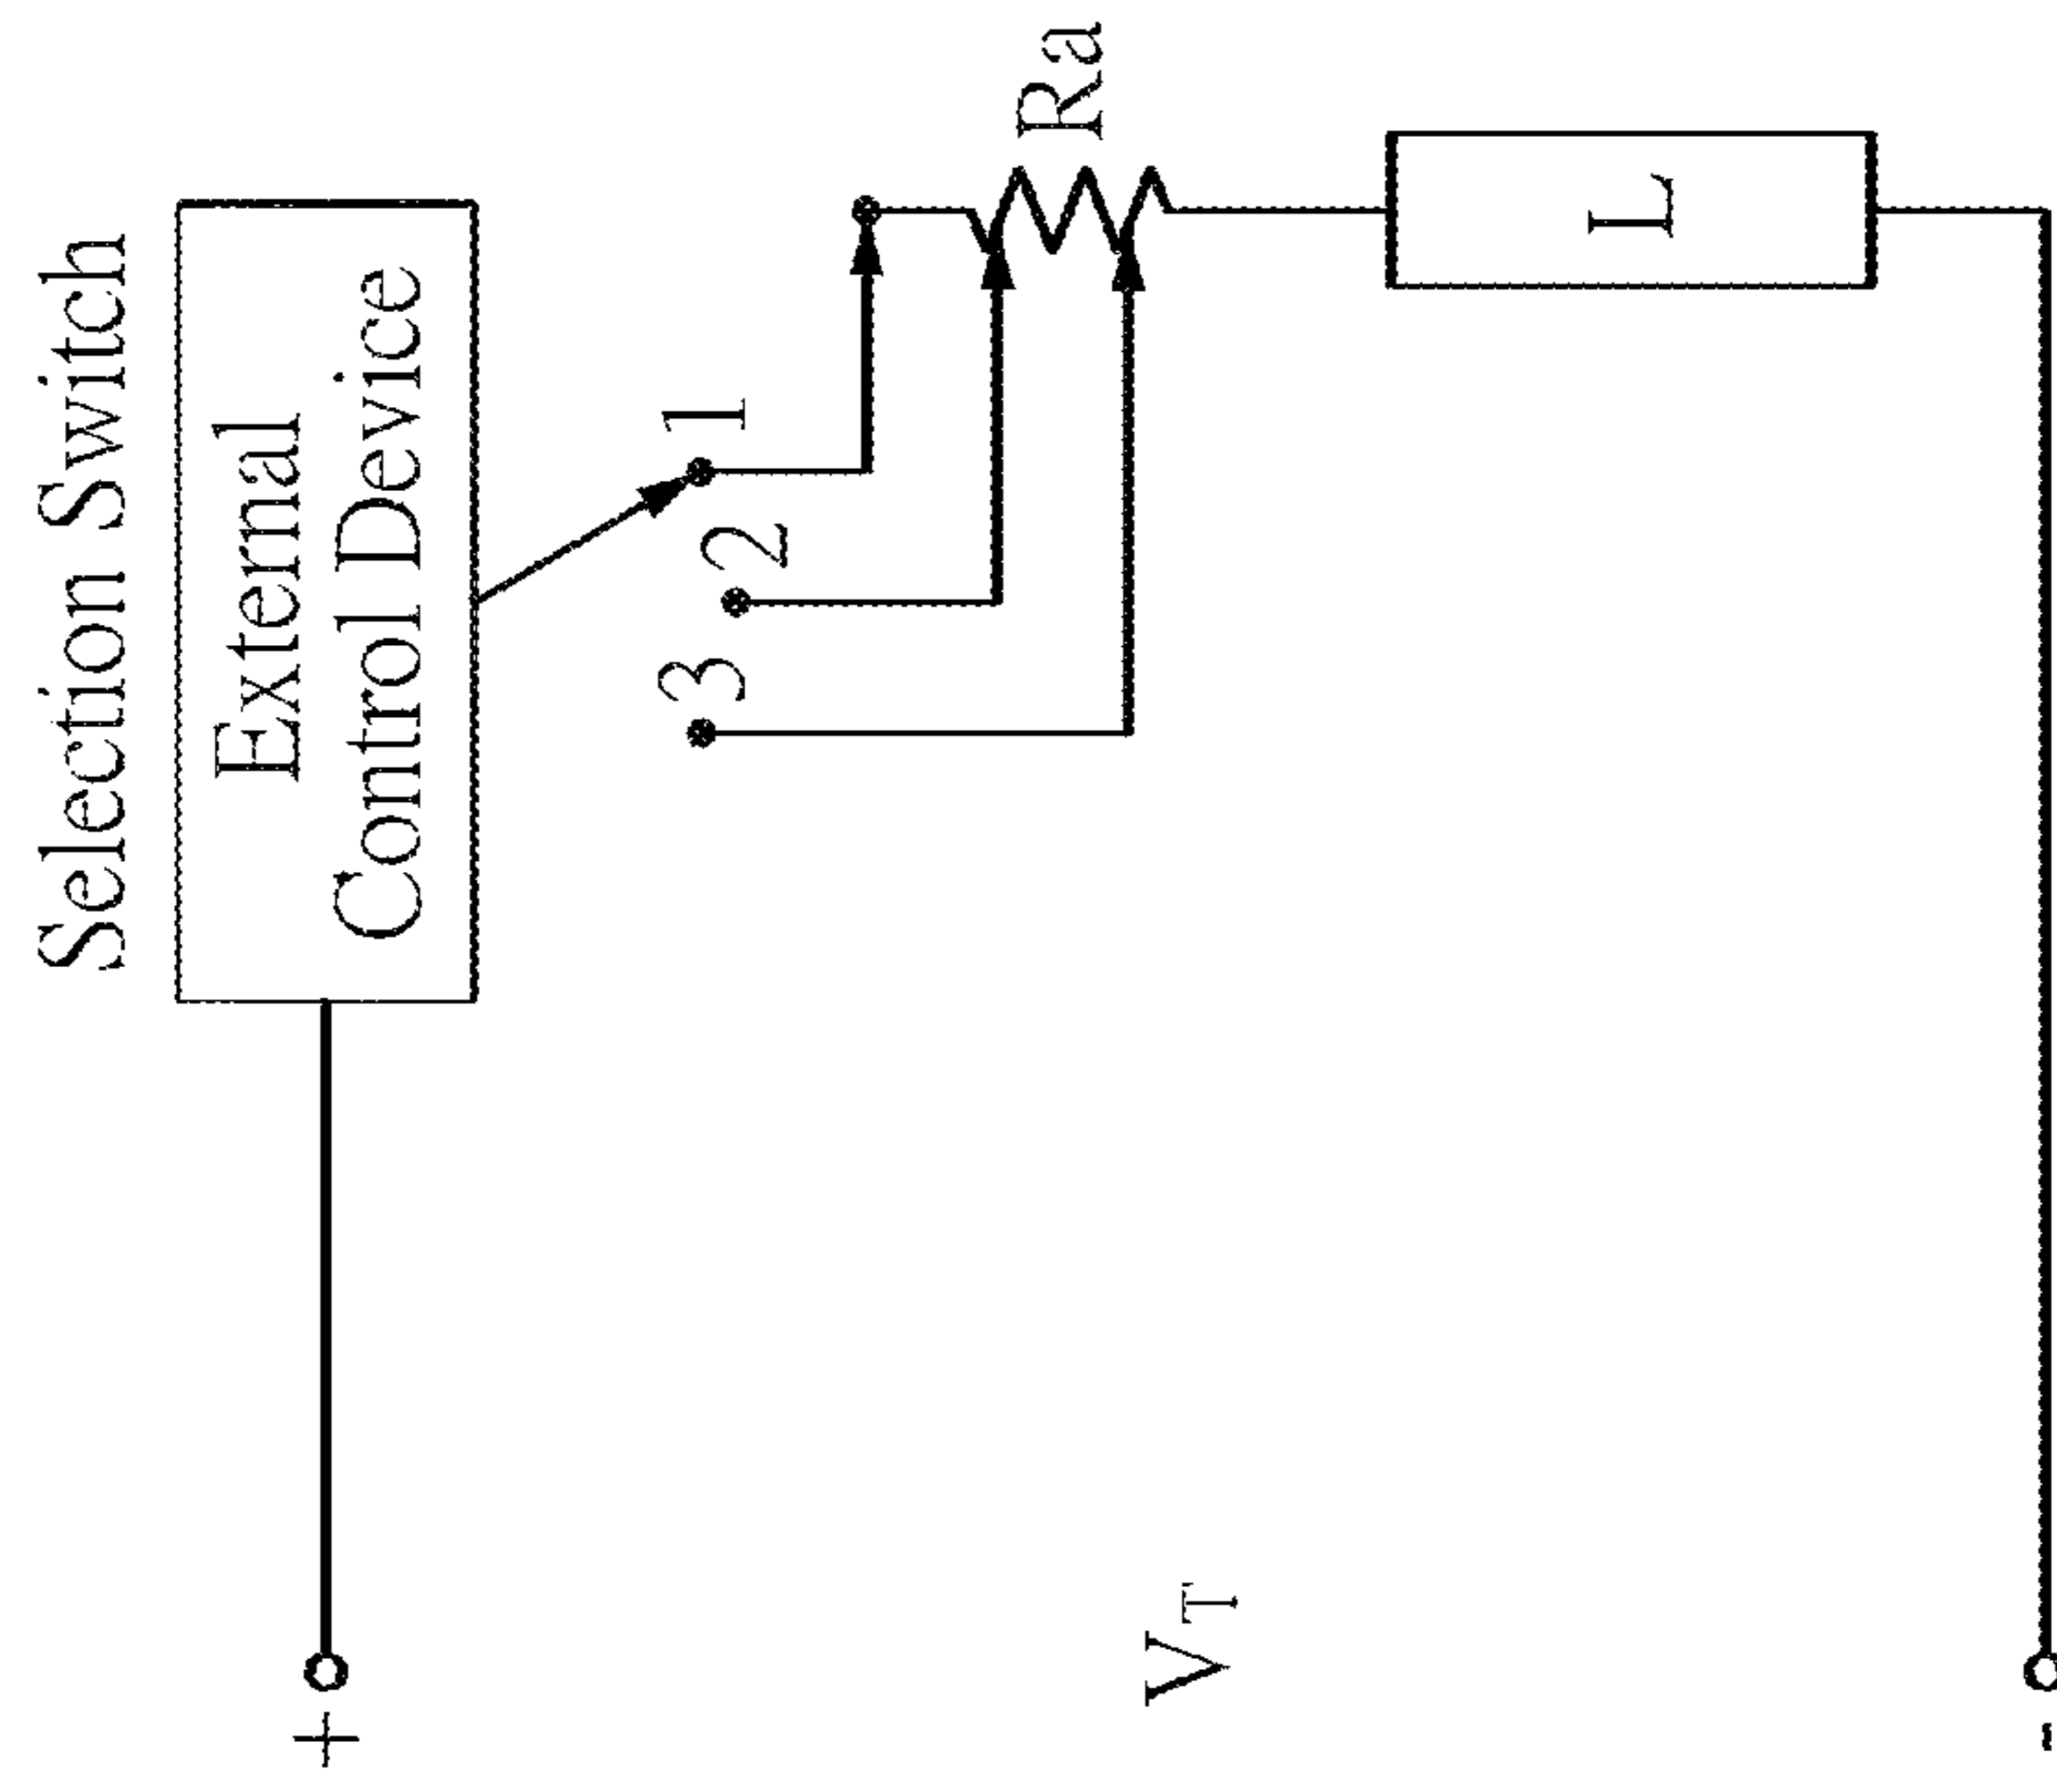 Selection Switch
External
Control Device
+
3
2
1
Ra
VT
L
-